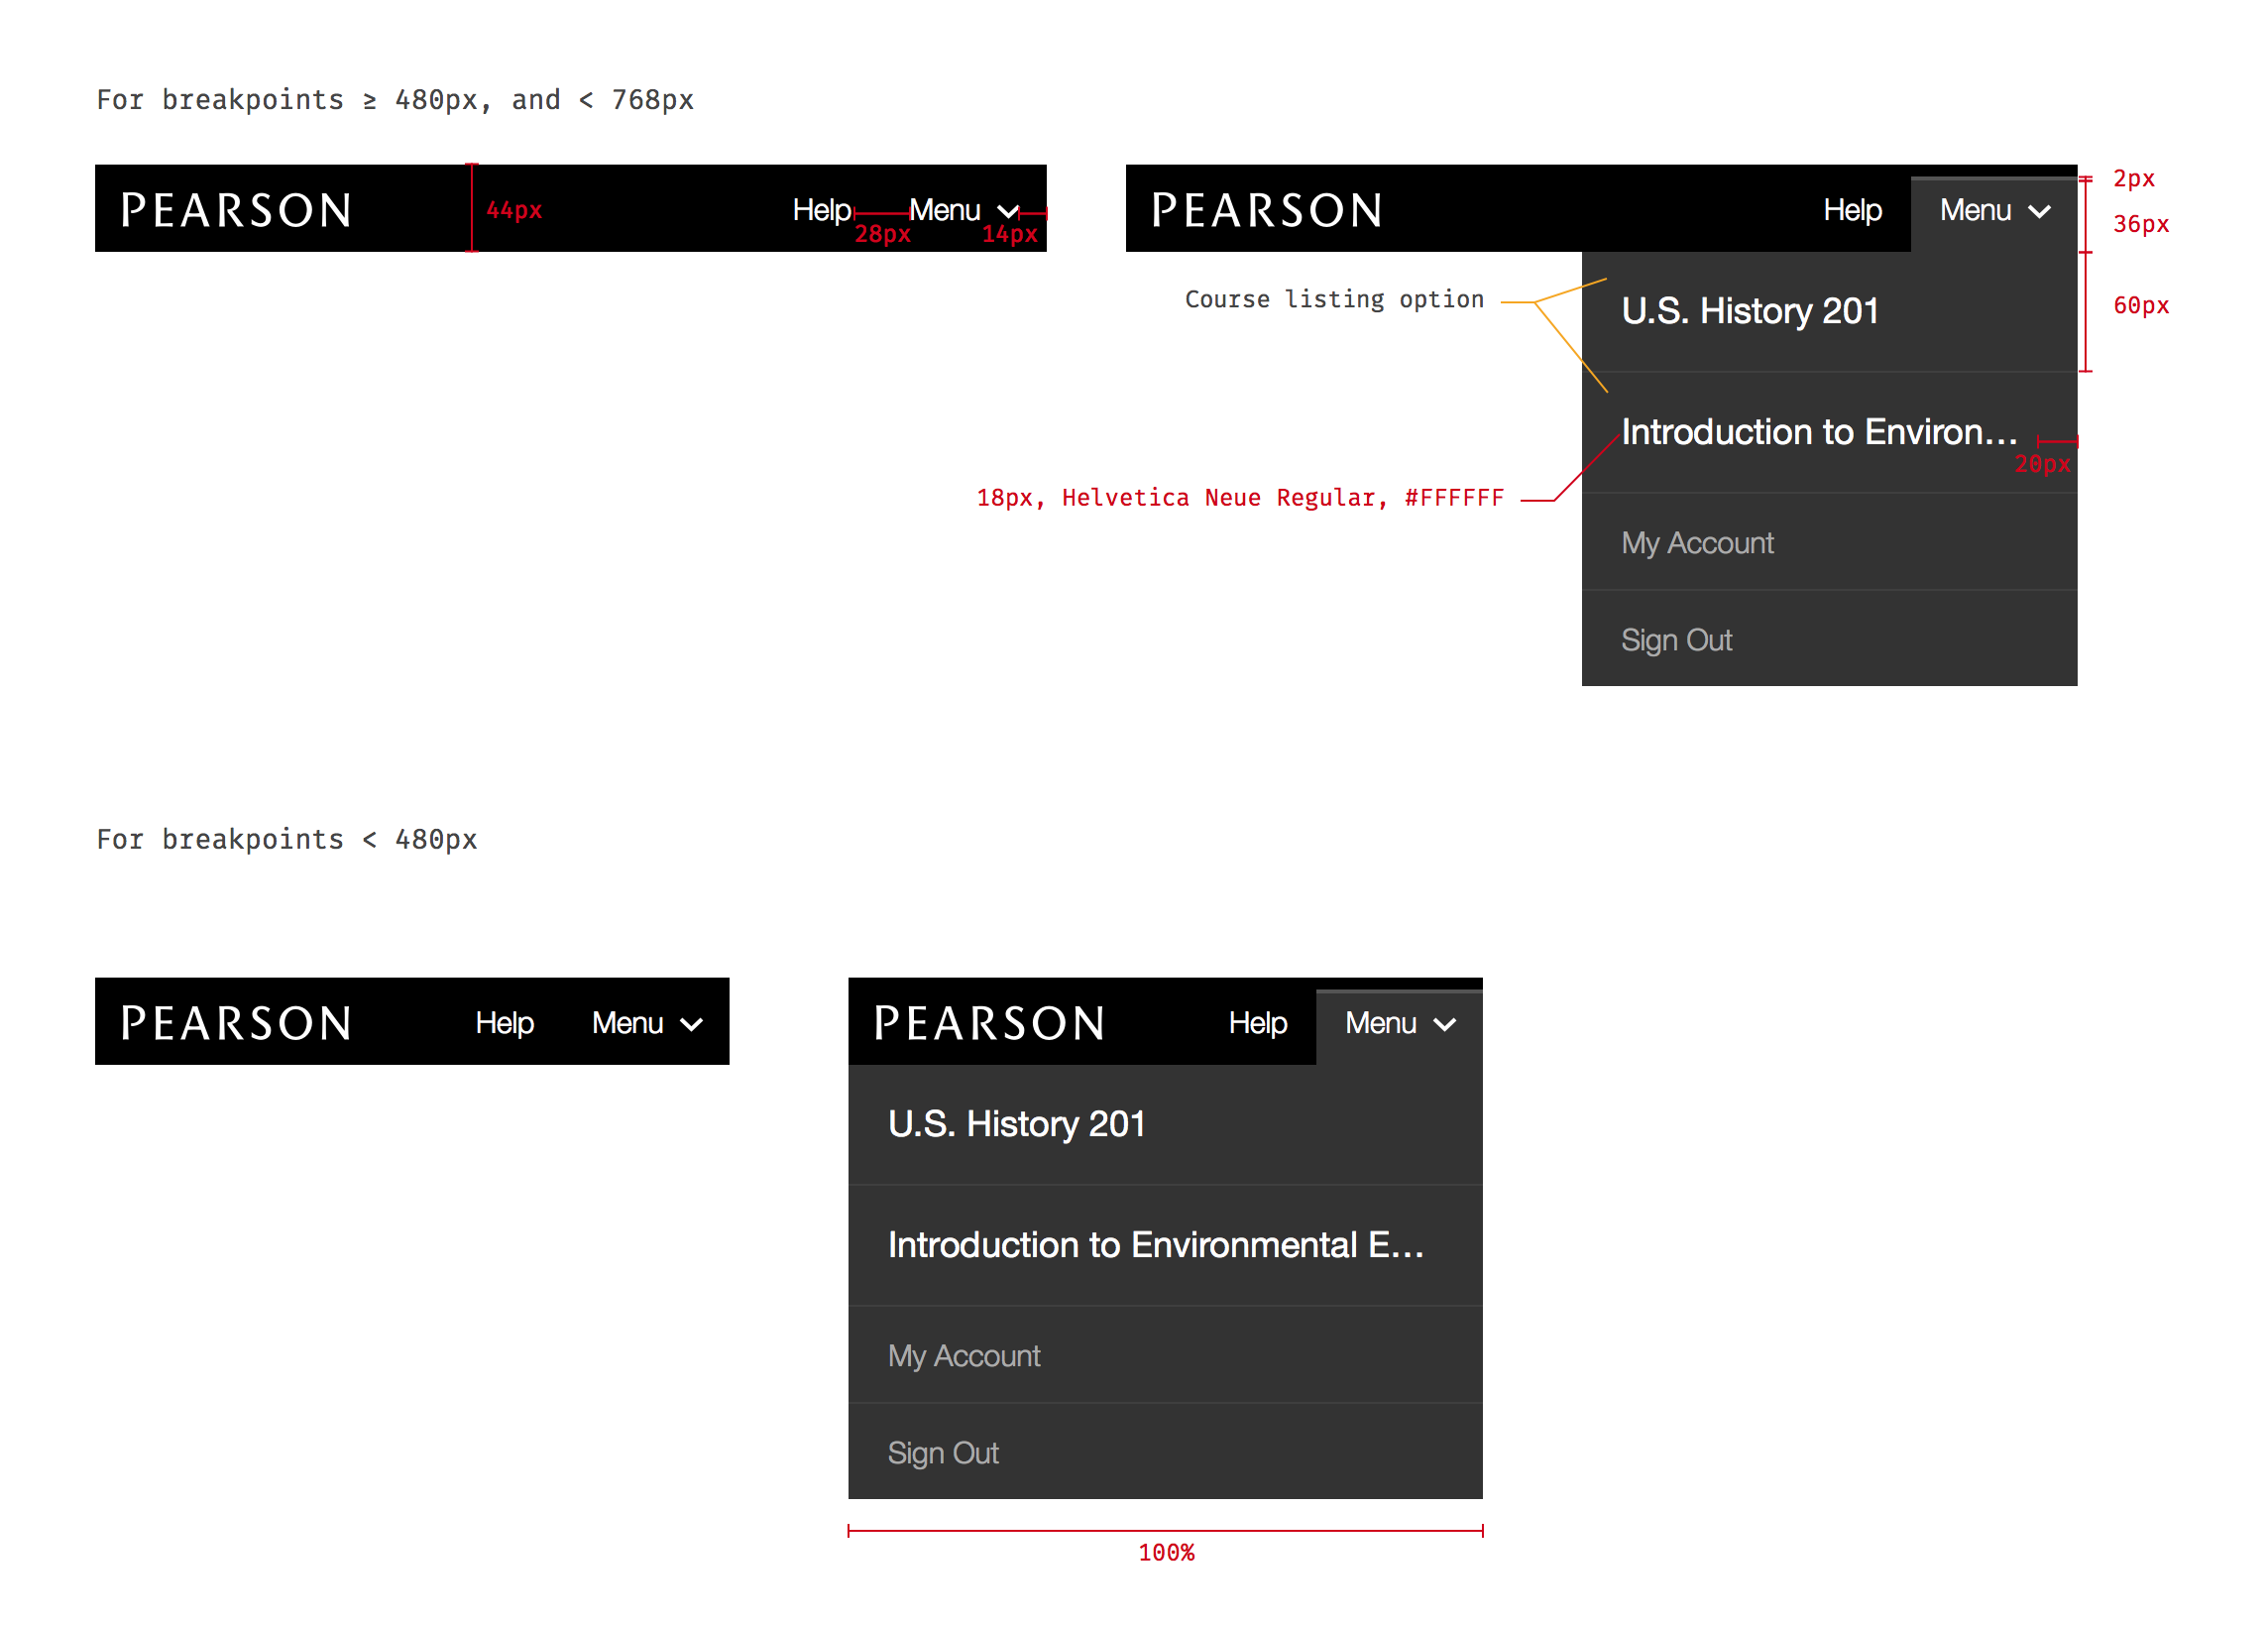 For breakpoints ≥ 480px, and < 768px
PEARSON
44px
Help
28px
Menu
14px
PEARSON
Help
Menu
2px
36px
60px
Course listing option
U.S. History 201
Introduction to Environ...
20px
18px, Helvetica Neue Regular, #FFFFFF
My Account
Sign Out
For breakpoints < 480px
PEARSON
Help
Menu
PEARSON
Help
Menu
U.S. History 201
Introduction to Environmental E...
My Account
Sign Out
100%